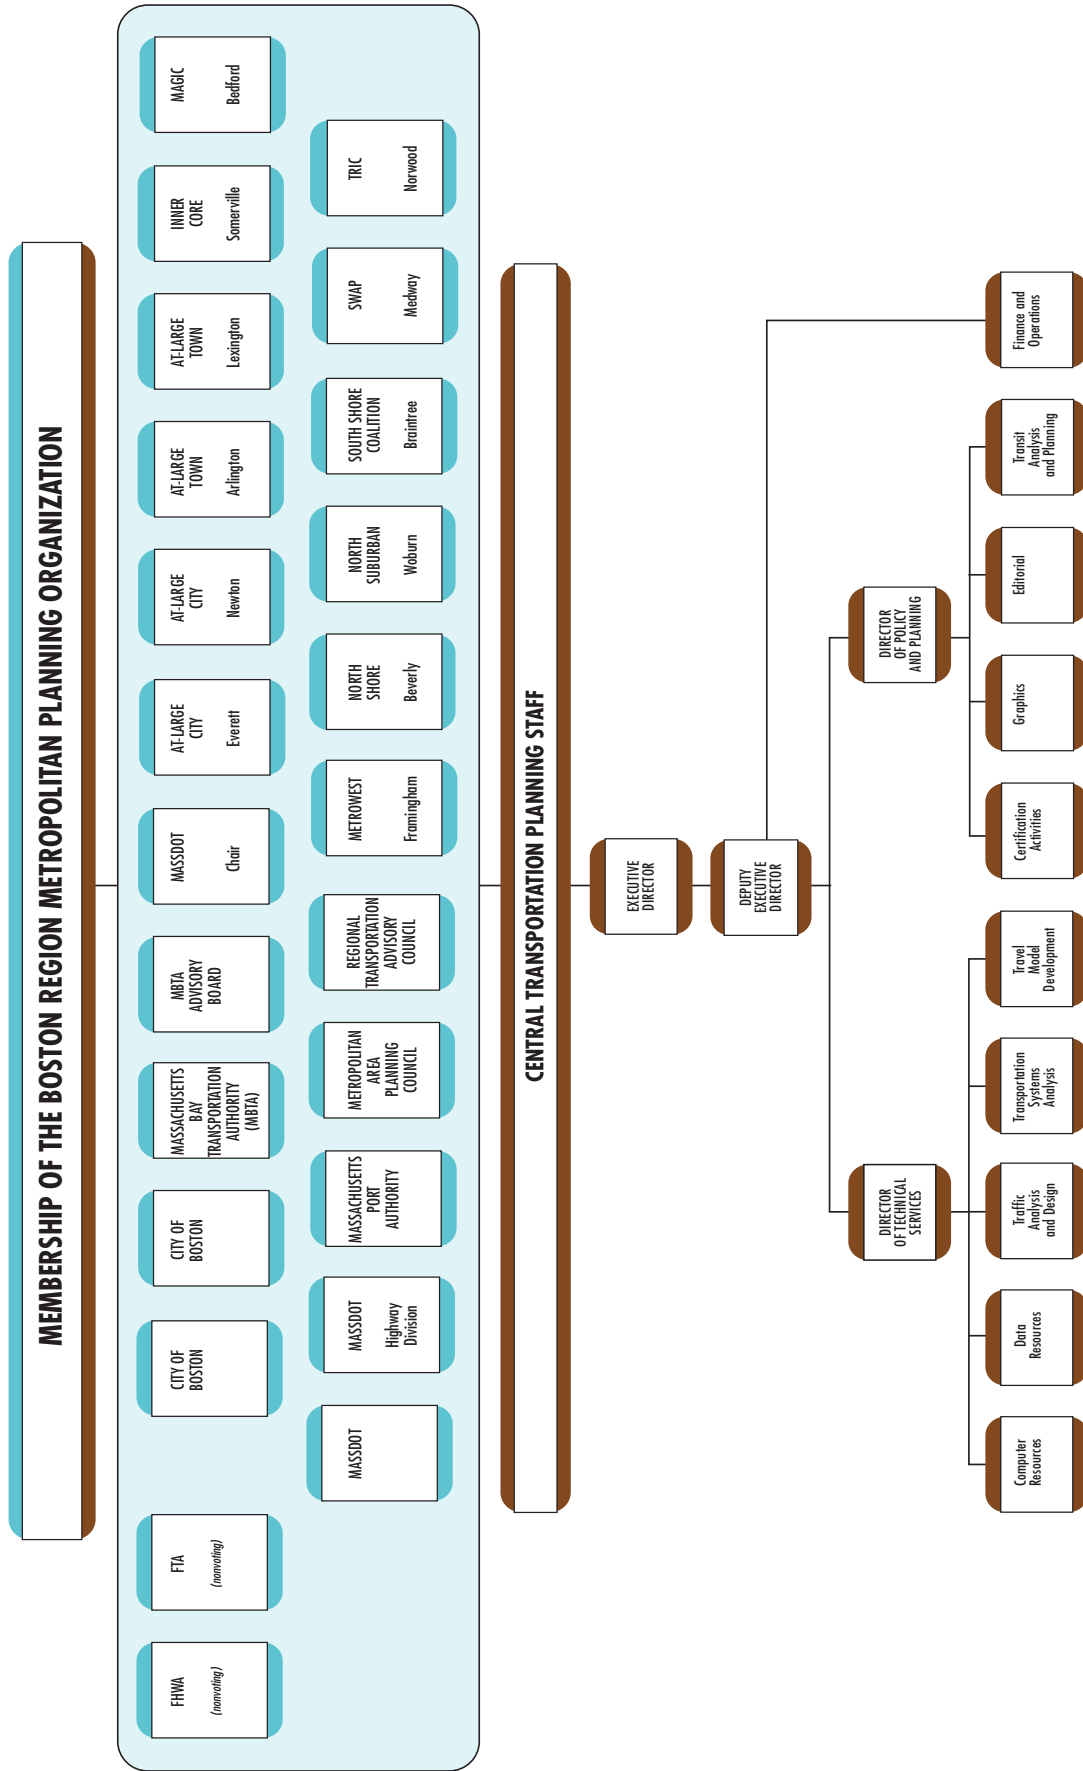 MEMBERSHIP OF THE BOSTON REGION METROPOLITAN PLANNING ORGANIZATION
FHWA
(nonvoting)
FTA
(nonvoting)
CITY OF
BOSTON
CITY OF
BOSTON
MASSACHUSETTS
BAY
TRANSPORTATION
AUTHORITY
(MBTA)
MBTA
ADVISORY
BOARD
MASSDOT
Chair
AT-LARGE
CITY
Everett
AT-LARGE
CITY
Newton
AT-LARGE
TOWN
Arlington
AT-LARGE
TOWN
Lexington
INNER
CORE
Somerville
MAGIC
Bedford
MASSDOT
MASSDOT
Highway
Division
MASSACHUSETTS
PORT
AUTHORITY
METROPOLITAN
AREA
PLANNING
COUNCIL
REGIONAL
TRANSPORTATION
ADVISORY
COUNCIL
METROWEST
Framingham
NORTH
SHORE
Beverly
NORTH
SUBURBAN
Woburn
SOUTH SHORE
COALITION
Braintree
SWAP
Medway
TRIC
Norwood
CENTRAL TRANSPORTATION PLANNING STAFF
EXECUTIVE
DIRECTOR
DEPUTY
EXECUTIVE
DIRECTOR
DIRECTOR
OF TECHNICAL
SERVICES
DIRECTOR
OF POLICY
AND PLANNING
Computer
Resources
Data
Resources
Traffic
Analysis
and Design
Transportation
Systems
Analysis
Travel
Model
Development
Certification
Activities
Graphics
Editorial
Transit
Analysis
and Planning
Finance and
Operations